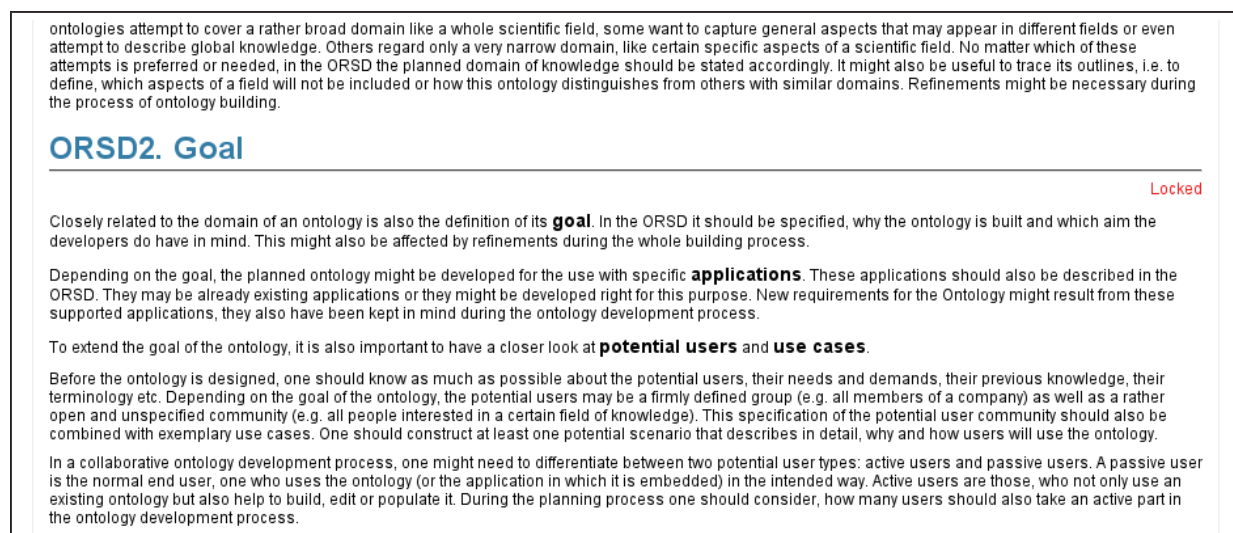 ontologies attempt to cover a rather broad domain like a whole scientific field, some want to capture general aspects that may appear in different fields or even
attempt to describe global knowledge. Others regard only a very narrow domain, like certain specific aspects of a scientific field. No matter which of these
attempts is preferred or needed, in the ORSD the planned domain of knowledge should be stated accordingly. It might also be useful to trace its outlines, i.e. to
define, which aspects of a field will not be included or how this ontology distinguishes from others with similar domains. Refinements might be necessary during
the process of ontology building.
ORSD2. Goal
Locked
Closely related to the domain of an ontology is also the definition of its goal. In the ORSD it should be specified, why the ontology is built and which aim the
developers do have in mind. This might also be affected by refinements during the whole building process.
Depending on the goal, the planned ontology might be developed for the use with specific applications. These applications should also be described in the
ORSD. They may be already existing applications or they might be developed right for this purpose. New requirements for the Ontology might result from these
supported applications, they also have been kept in mind during the ontology development process.
To extend the goal of the ontology, it is also important to have a closer look at potential users and use cases.
Before the ontology is designed, one should know as much as possible about the potential users, their needs and demands, their previous knowledge, their
terminology etc. Depending on the goal of the ontology, the potential users may be a firmly defined group (e.g. all members of a company) as well as a rather
open and unspecified community (e.g. all people interested in a certain field of knowledge). This specification of the potential user community should also be
combined with exemplary use cases. One should construct at least one potential scenario that describes in detail, why and how users will use the ontology.
In a collaborative ontology development process, one might need to differentiate between two potential user types: active users and passive users. A passive user
is the normal end user, one who uses the ontology (or the application in which it is embedded) in the intended way. Active users are those, who not only use an
existing ontology but also help to build, edit or populate it. During the planning process one should consider, how many users should also take an active part in
the ontology development process.